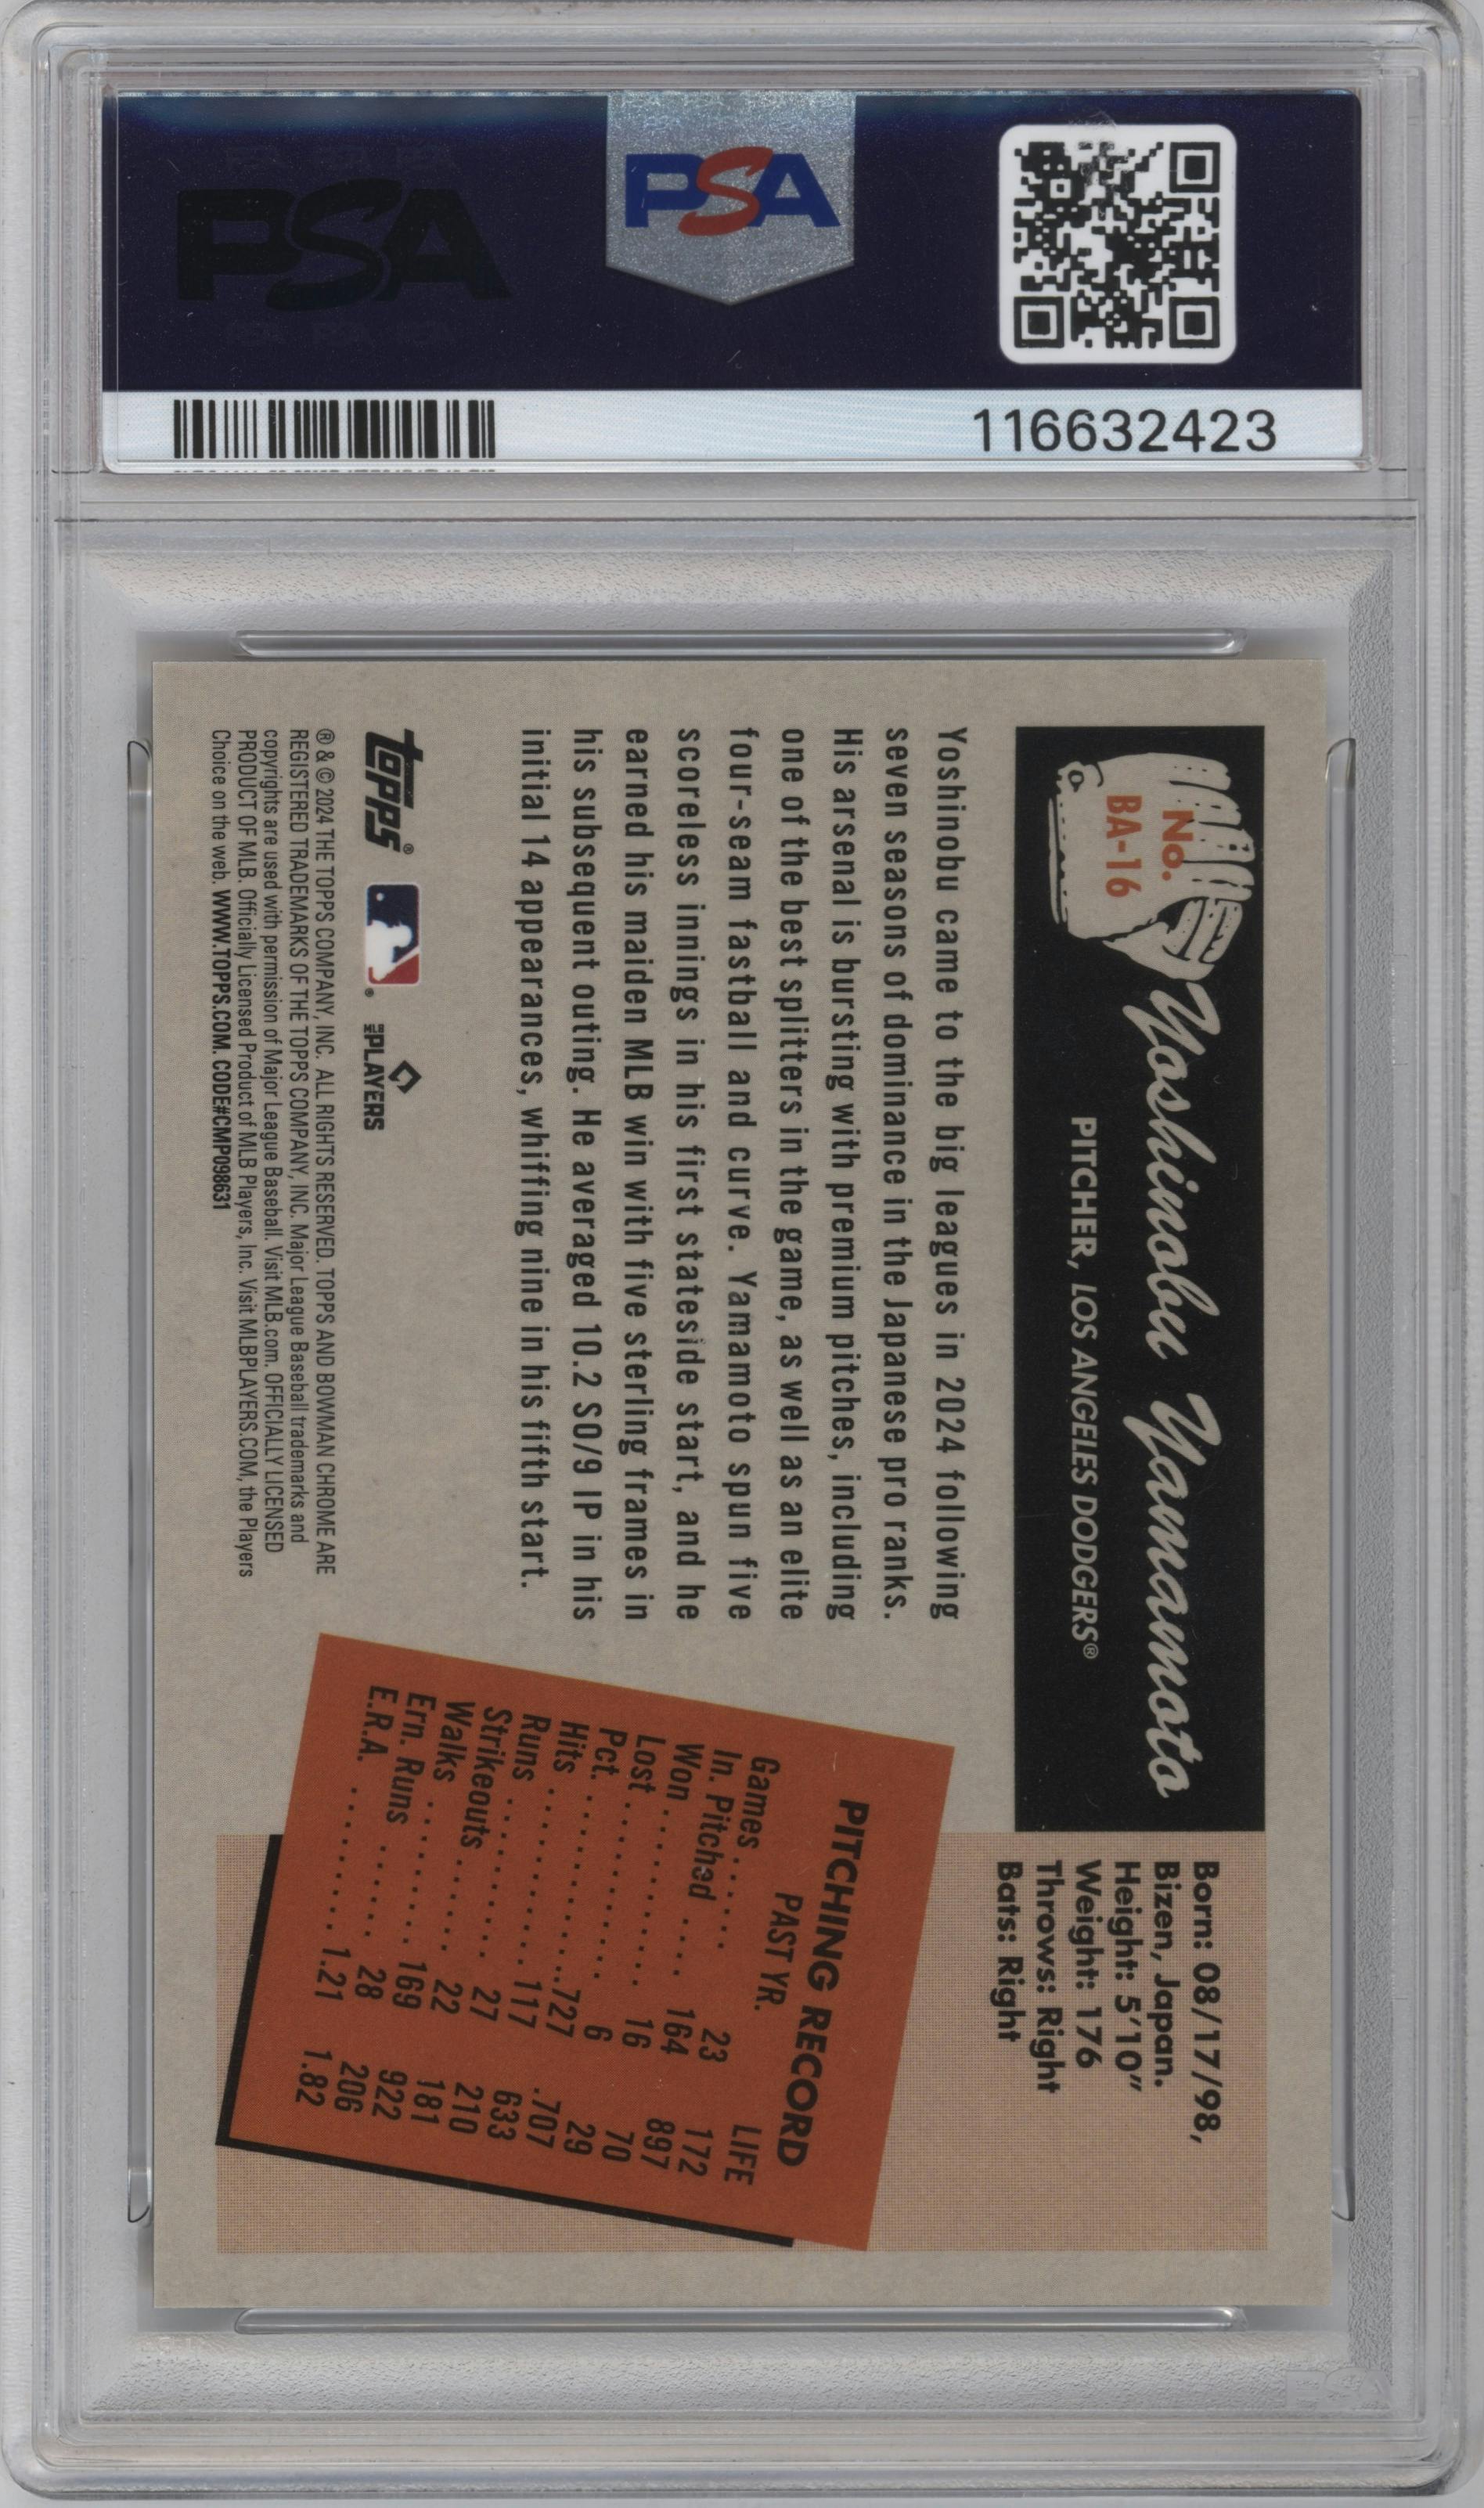 PSA
PSA
116632423
No.
BA-16
Yoshinobu Yamamoto
PITCHER, LOS ANGELES DODGERS®
Born: 08/17/98,
Bizen, Japan.
Height: 5'10"
Weight: 176
Throws: Right
Bats: Right
Yoshinobu came to the big leagues in 2024 following
seven seasons of dominance in the Japanese pro ranks.
His arsenal is bursting with premium pitches, including
one of the best splitters in the game, as well as an elite
four-seam fastball and curve. Yamamoto spun five
scoreless innings in his first stateside start, and he
earned his maiden MLB win with five sterling frames in
his subsequent outing. He averaged 10.2 SO/9 IP in his
initial 14 appearances, whiffing nine in his fifth start.
PITCHING RECORD
PAST YR. LIFE
Games ...... 23 172
In. Pitched .... 164 897
Won ........... 16 70
Lost ............ 6 29
Pct. ............ .727 .707
Hits ............ 117 633
Runs ........... 27 210
Walks ......... 22 181
Strikeouts ..... 169 922
Ern. Runs ...... 28 206
E.R.A. .......... 1.21 1.82
topps® ® MLB PLAYERS
® & © 2024 THE TOPPS COMPANY, INC. ALL RIGHTS RESERVED. TOPPS AND BOWMAN CHROME ARE
REGISTERED TRADEMARKS OF THE TOPPS COMPANY, INC. Major League Baseball trademarks and
copyrights are used with permission of Major League Baseball. Visit MLB.com. OFFICIALLY LICENSED
PRODUCT OF MLB. Officially Licensed Product of MLB Players, Inc. Visit MLBPLAYERS.COM, the Players
Choice on the web. WWW.TOPPS.COM. CODE#CMP098631